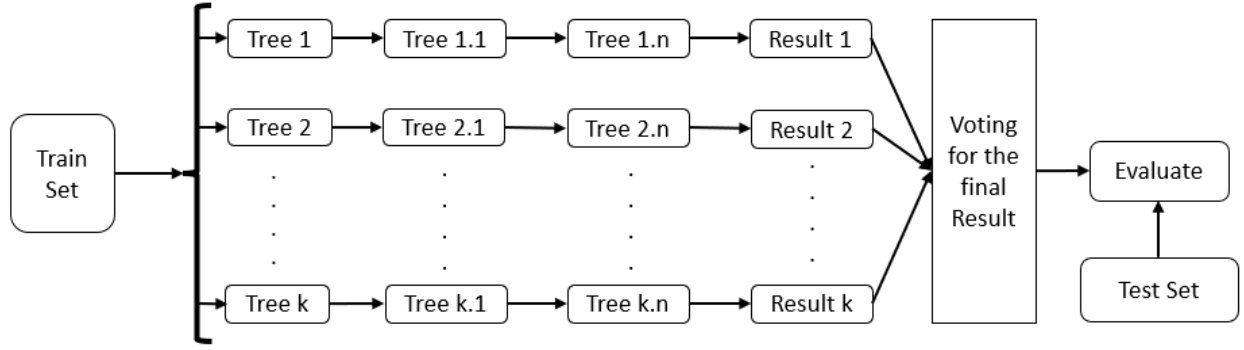 Train
Set
Tree 1
Tree 1.1
Tree 1.n
Result 1
Tree 2
Tree 2.1
Tree 2.n
Result 2
Tree k
Tree k.1
Tree k.n
Result k
Voting
for the
final
Result
Evaluate
Test Set